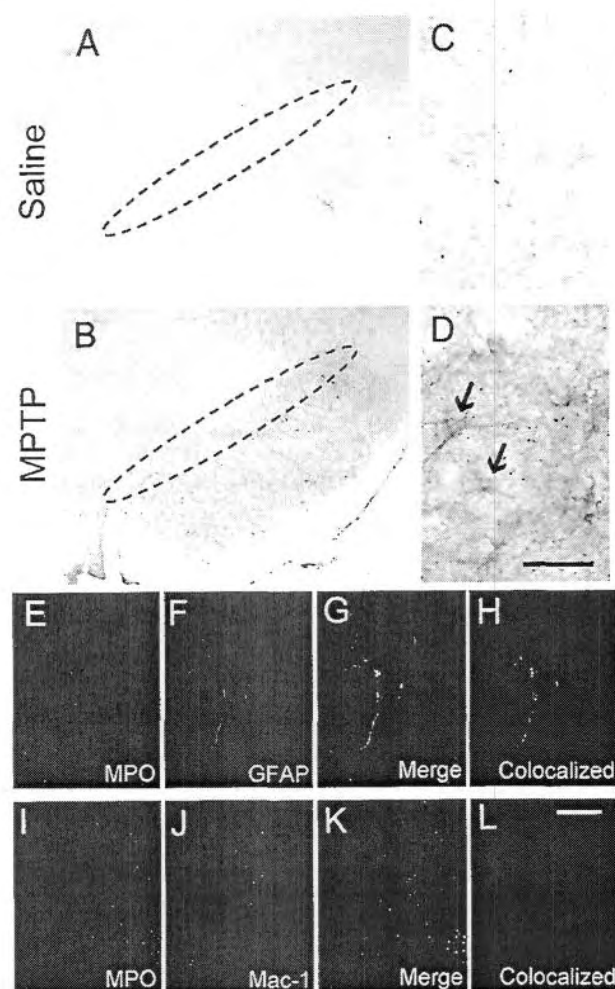 A
C
Saline
B
D
MPTP
E
F
G
H
MPO
GFAP
Merge
Colocalized
I
J
K
L
MPO
Mac-1
Merge
Colocalized